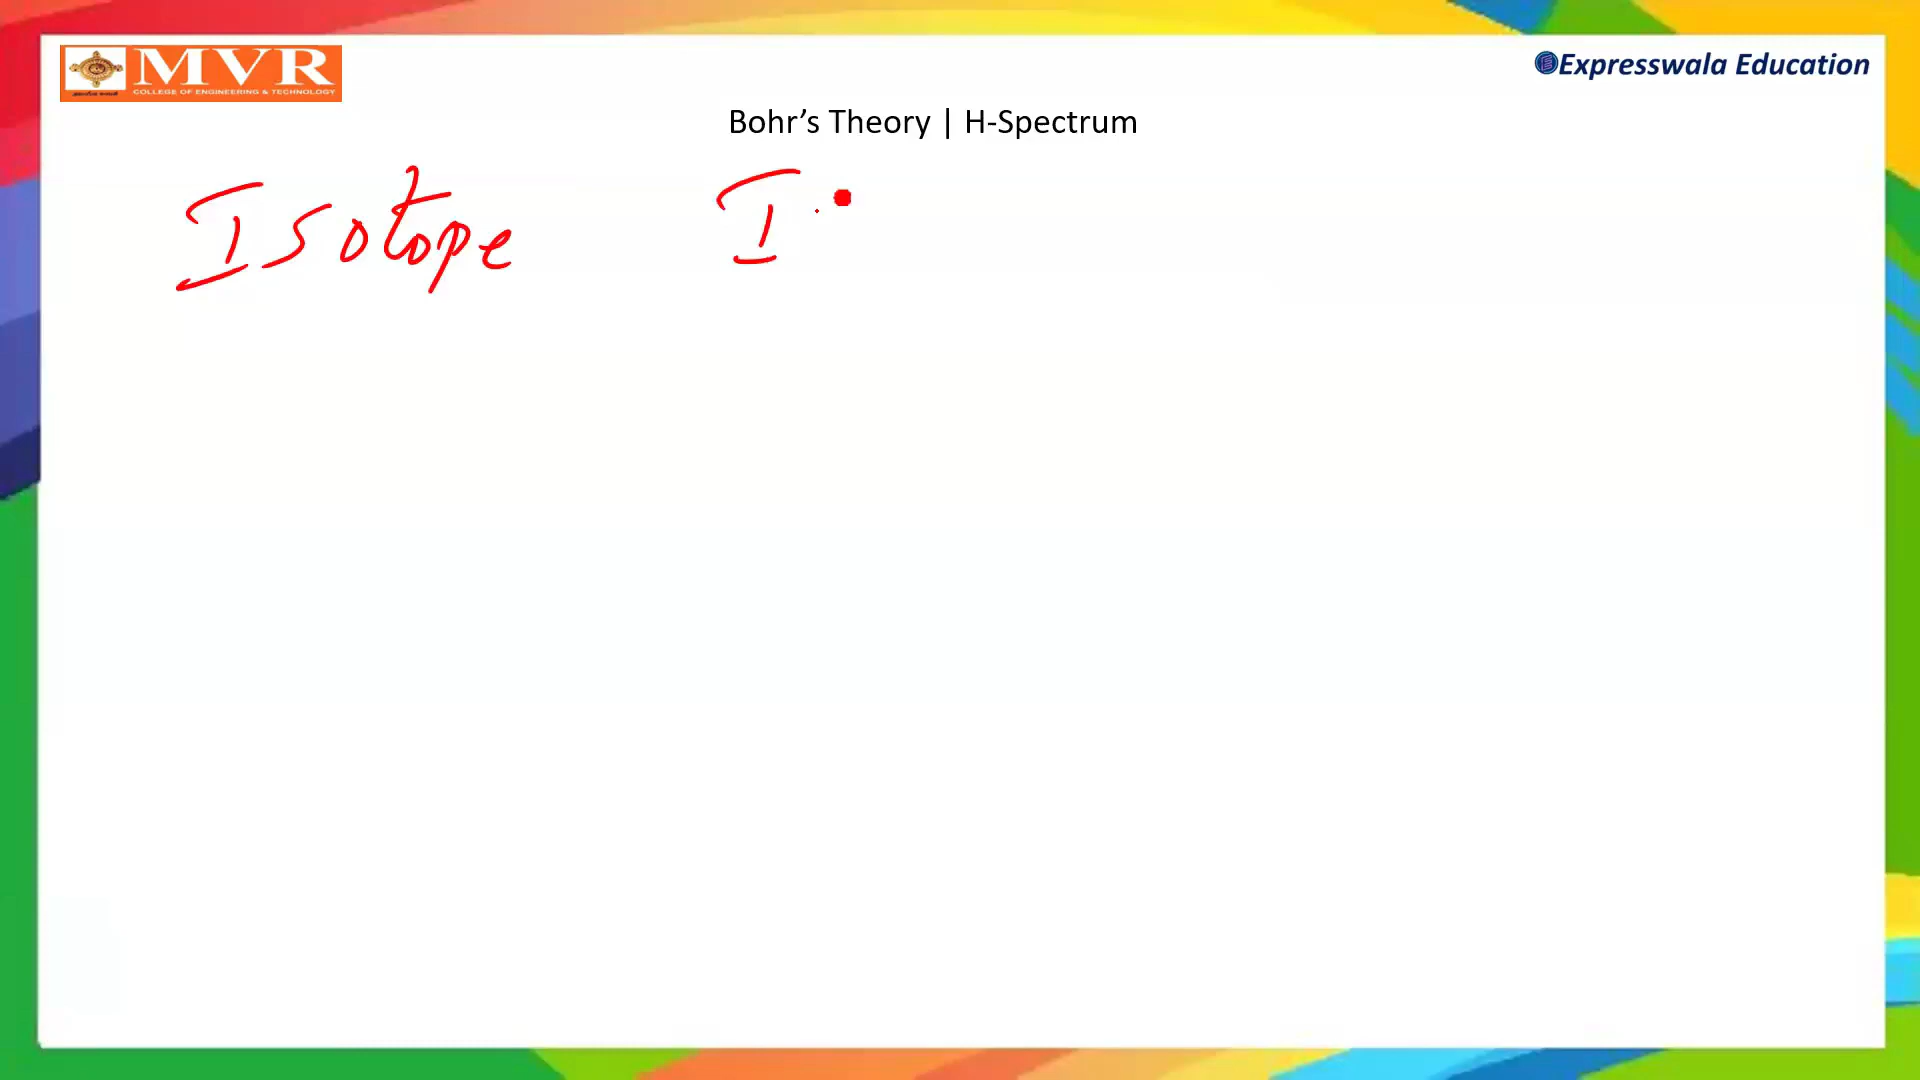 MVR
COLLEGE OF ENGINEERING & TECHNOLOGY
Expresswala Education
Bohr’s Theory | H-Spectrum
Isotope I